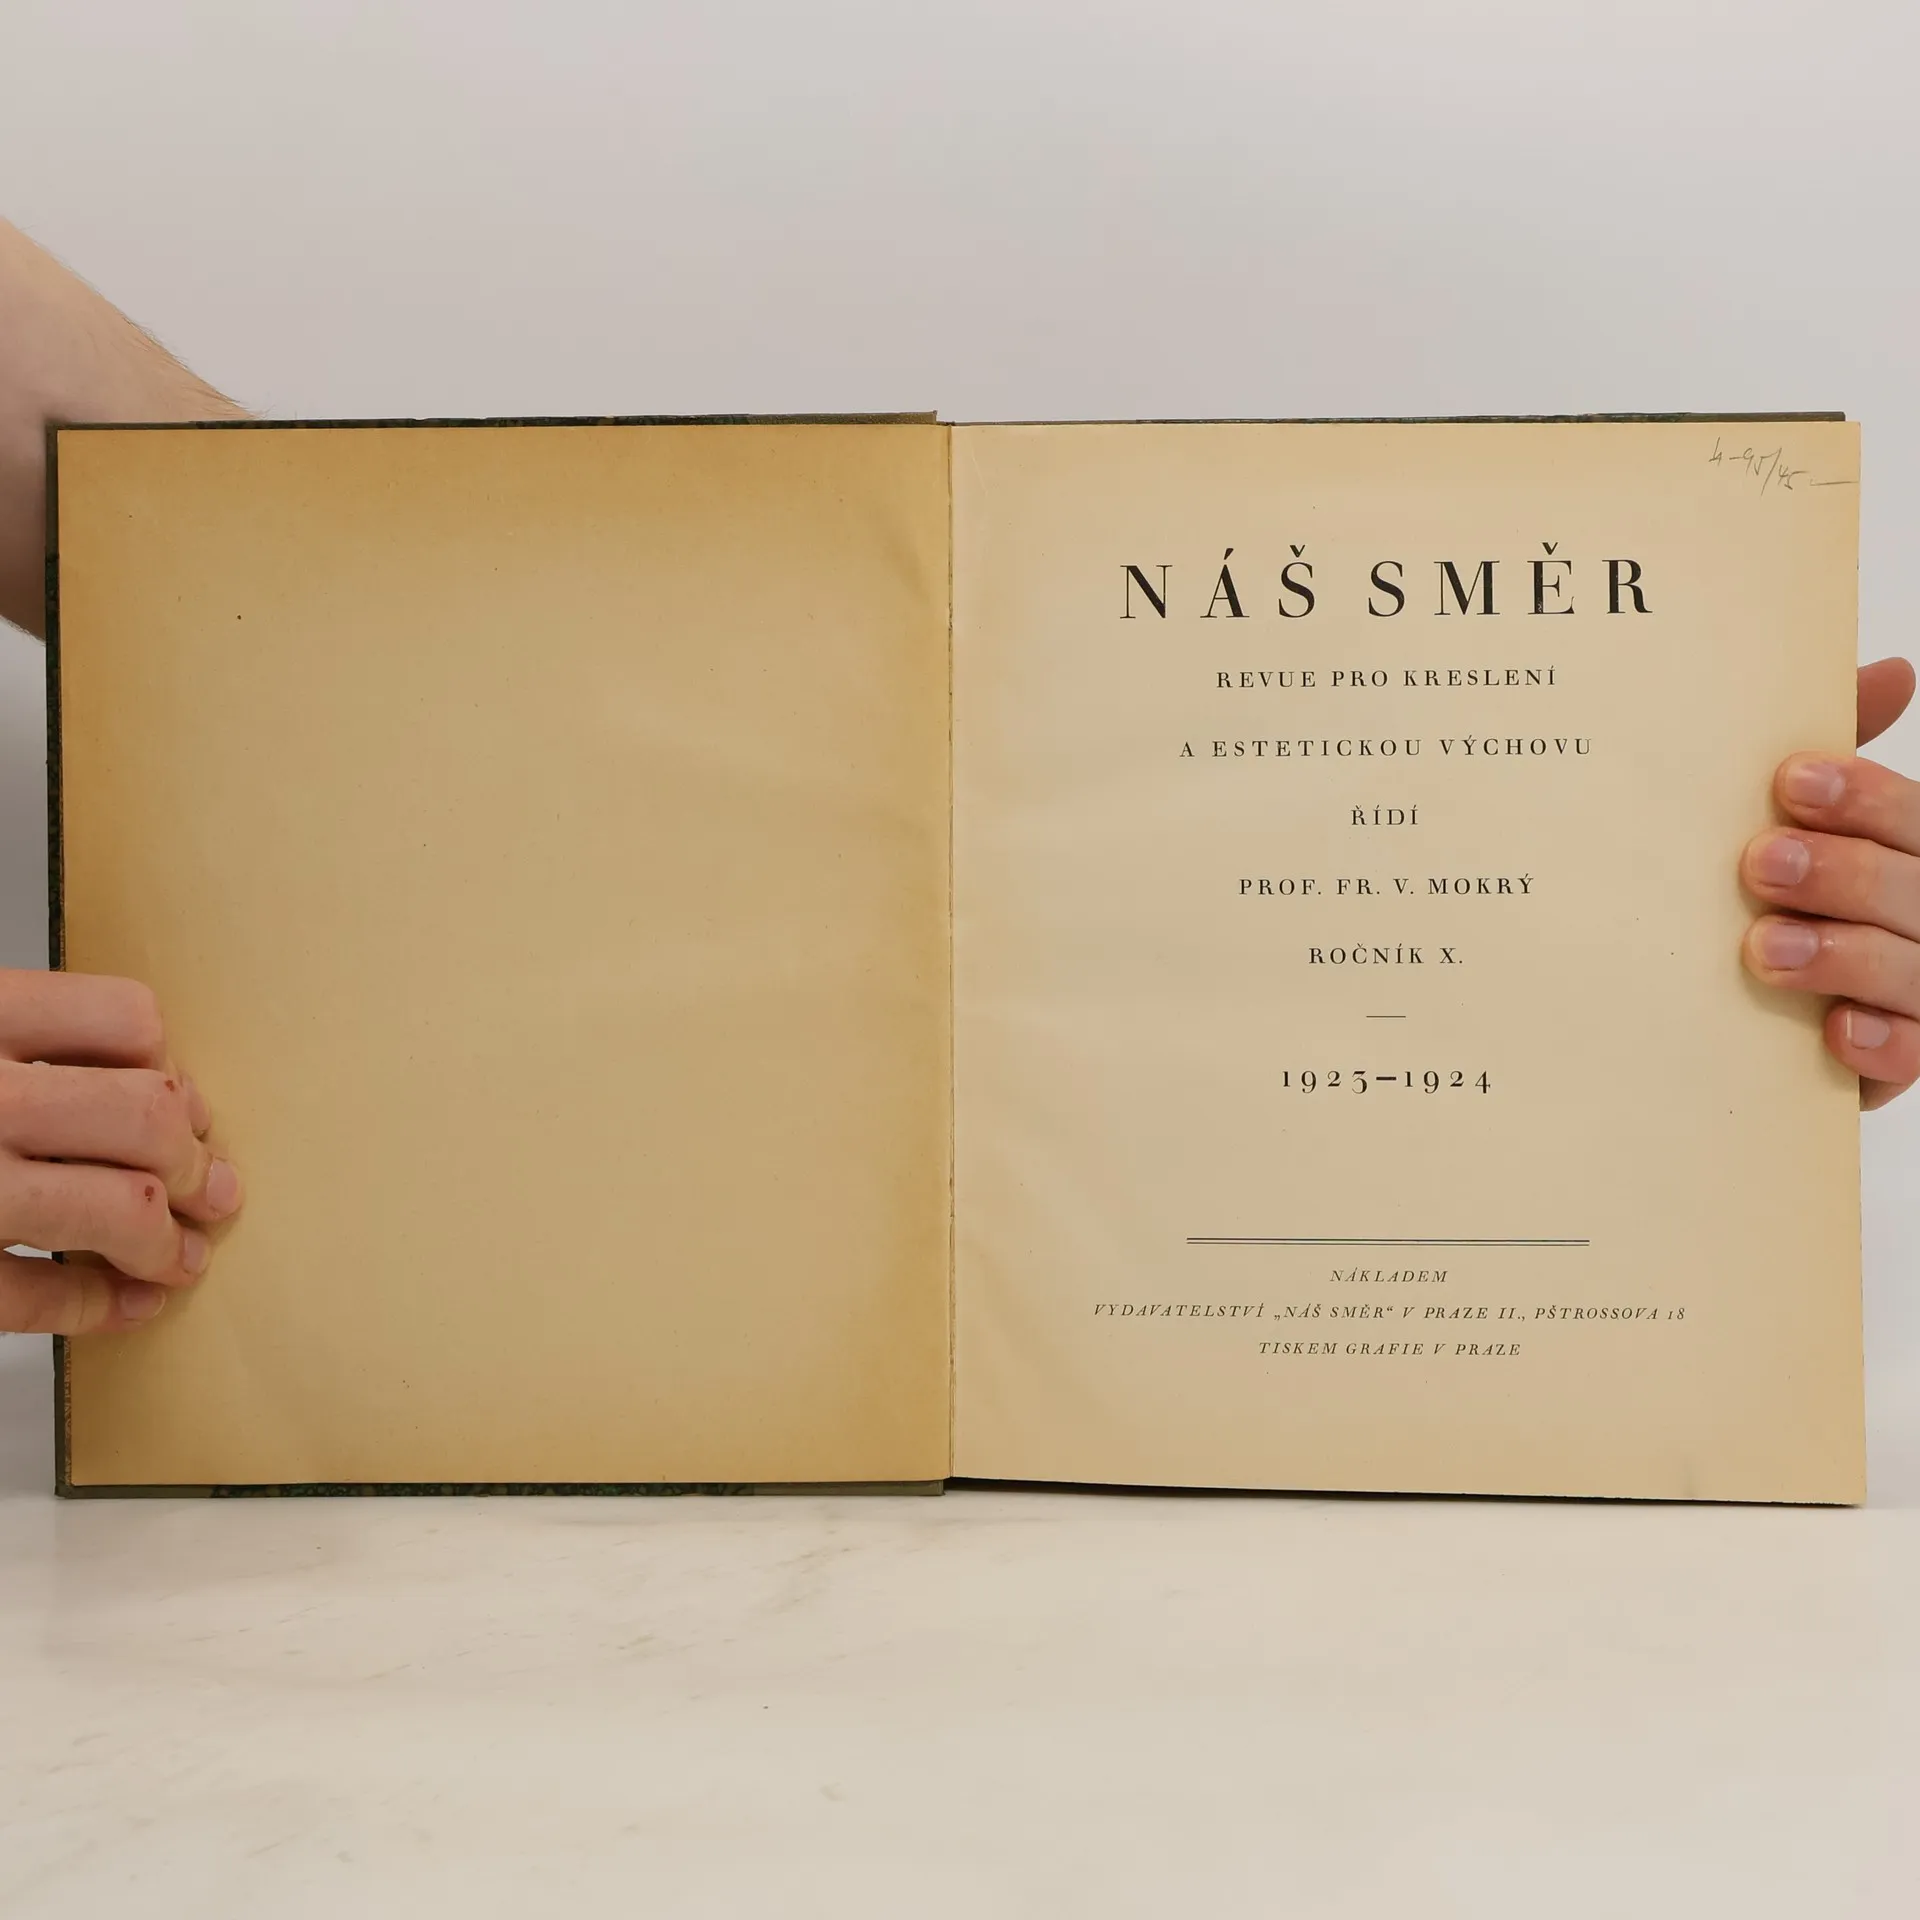 NÁŠ SMĚR
REVUE PRO KRESLENÍ
A ESTETICKOU VÝCHOVU
ŘÍDÍ
PROF. FR. V. MOKRÝ
ROČNÍK X.
1923–1924
NÁKLADEM
VYDAVATELSTVÍ „NÁŠ SMĚR“ V PRAZE II., PŠTROSSOVA 18
TISKEM GRAFIE V PRAZE